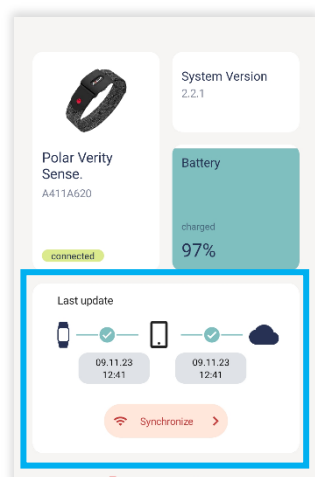 System Version
2.2.1
Polar Verity
Sense.
A411A620
connected
Battery
charged
97%
Last update
09.11.23
12:41
09.11.23
12:41
Synchronize